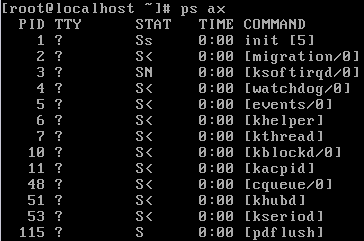 [root@localhost ~]# ps ax
PID TTY STAT TIME COMMAND
1 ? Ss 0:00 init [5]
2 ? S< 0:00 [migration/0]
3 ? SN 0:00 [ksoftirqd/0]
4 ? S< 0:00 [watchdog/0]
5 ? S< 0:00 [events/0]
6 ? S< 0:00 [khelper]
7 ? S< 0:00 [kthread]
10 ? S< 0:00 [kblockd/0]
11 ? S< 0:00 [kacpid]
48 ? S< 0:00 [cqueue/0]
51 ? S< 0:00 [khubd]
53 ? S< 0:00 [kseriod]
115 ? S 0:00 [pdflush]